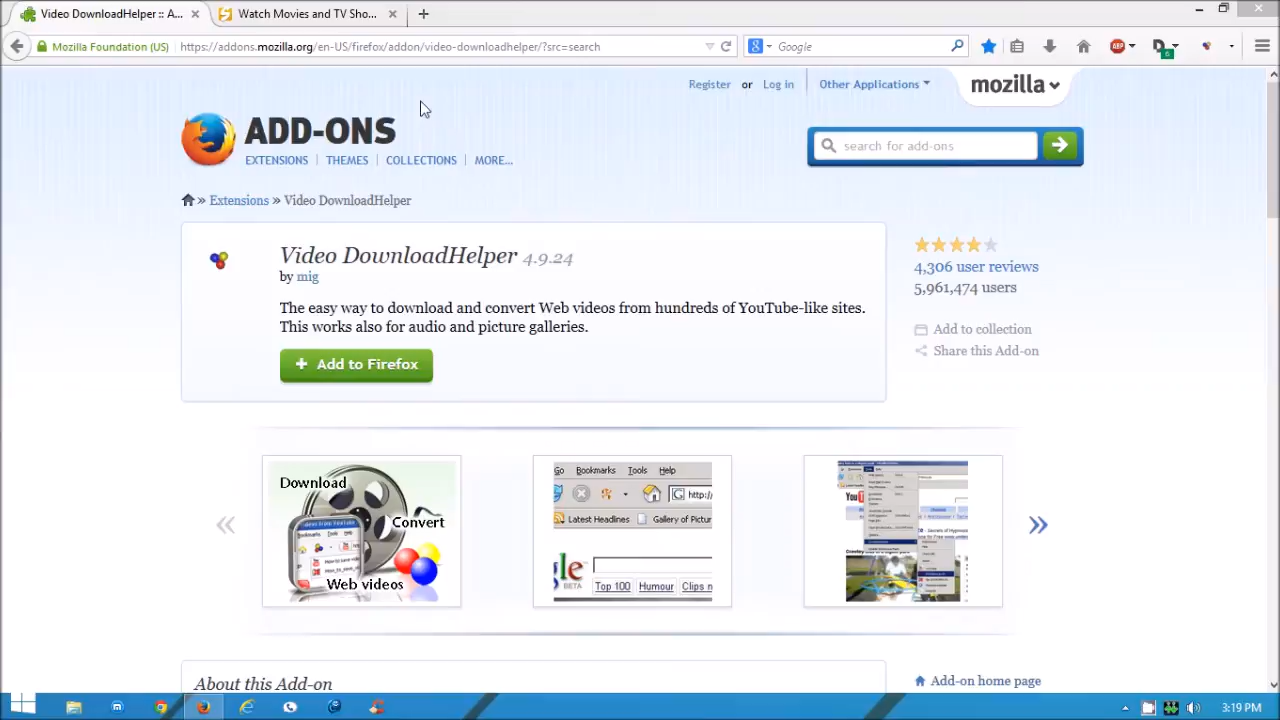 Video DownloadHelper :: A...
Watch Movies and TV Sho...
Mozilla Foundation (US)
https://addons.mozilla.org/en-US/firefox/addon/video-downloadhelper/?src=search
Google
ABP
Register or Log in
Other Applications
mozilla
ADD-ONS
EXTENSIONS | THEMES | COLLECTIONS | MORE...
search for add-ons
» Extensions » Video DownloadHelper
Video DownloadHelper 4.9.24
by mig
The easy way to download and convert Web videos from hundreds of YouTube-like sites.
This works also for audio and picture galleries.
+ Add to Firefox
4,306 user reviews
5,961,474 users
Add to collection
Share this Add-on
Download
Convert
Web videos
Go Bookmarks Tools Help
G http://
Latest Headlines Gallery of Pictur
gle
BETA
Top 100 Humour Clips
About this Add-on
Add-on home page
3:19 PM